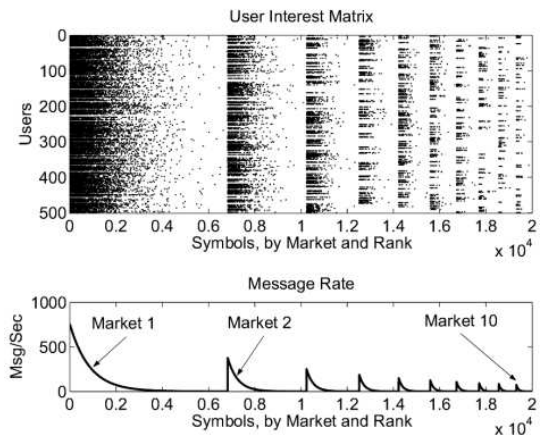 User Interest Matrix
0
100
200
300
400
500
Users
0 0.2 0.4 0.6 0.8 1 1.2 1.4 1.6 1.8 2
Symbols, by Market and Rank
x 10^4
Message Rate
1000
500
0
Msg/Sec
Market 1
Market 2
Market 10
0 0.2 0.4 0.6 0.8 1 1.2 1.4 1.6 1.8 2
Symbols, by Market and Rank
x 10^4